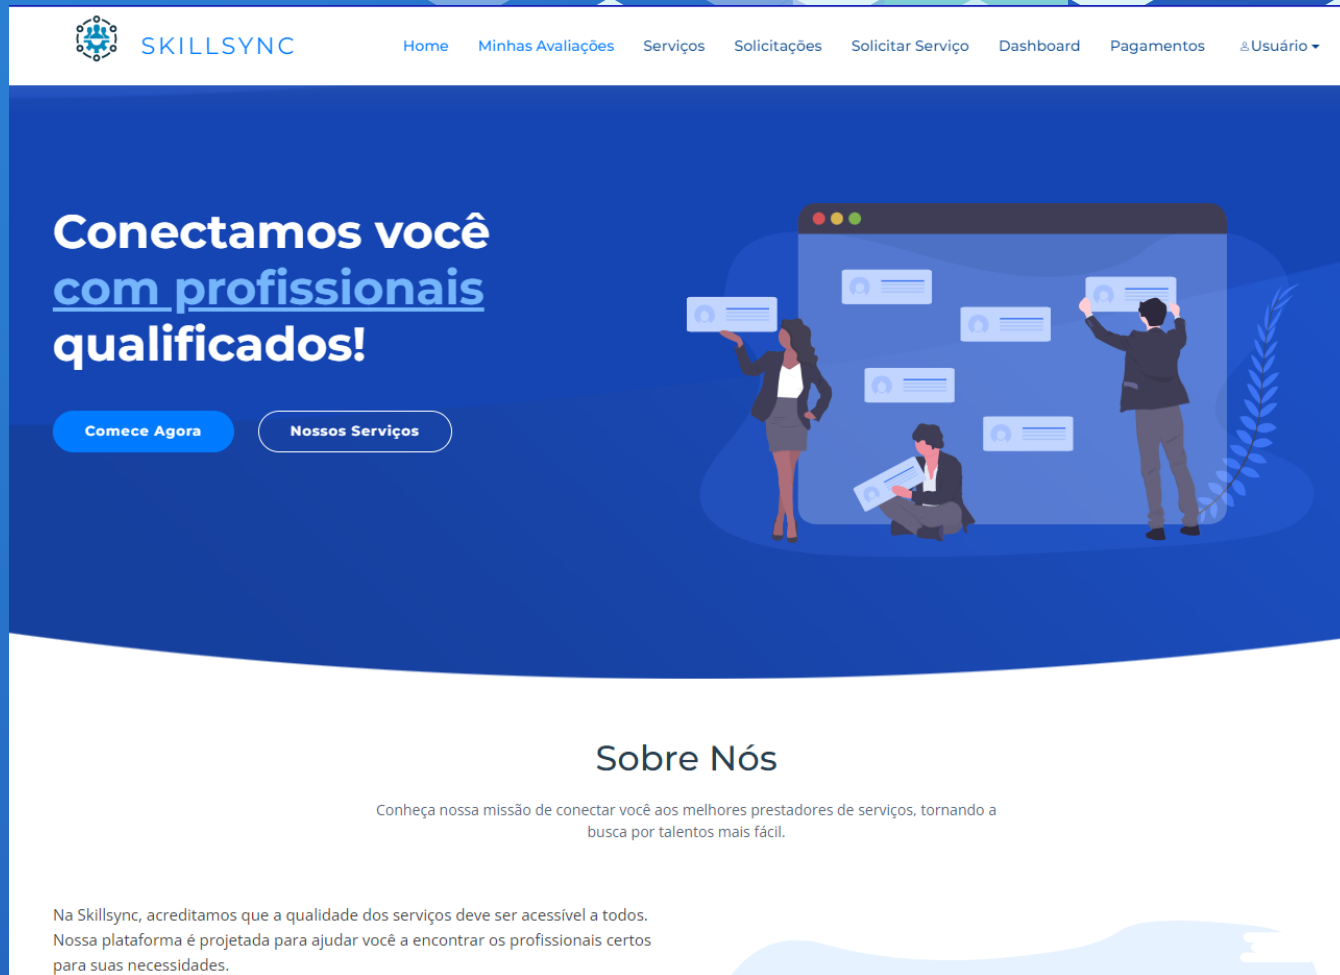 SKILLSYNC
Home Minhas Avaliações Serviços Solicitações Solicitar Serviço Dashboard Pagamentos Usuário
Conectamos você
com profissionais
qualificados!
Comece Agora Nossos Serviços
Sobre Nós
Conheça nossa missão de conectar você aos melhores prestadores de serviços, tornando a
busca por talentos mais fácil.
Na Skillsync, acreditamos que a qualidade dos serviços deve ser acessível a todos.
Nossa plataforma é projetada para ajudar você a encontrar os profissionais certos
para suas necessidades.